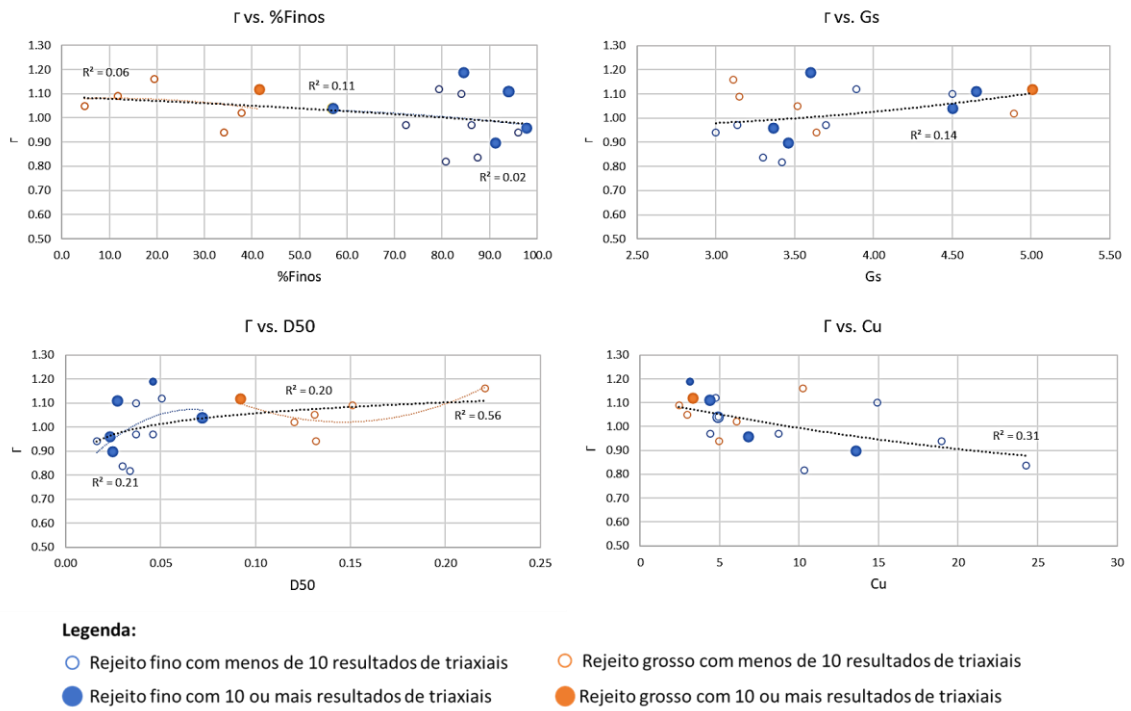 Γ vs. %Finos
1.30
1.20
1.10
1.00
0.90
0.80
0.70
0.60
0.50
Γ
R² = 0.06
R² = 0.11
R² = 0.02
0.0 10.0 20.0 30.0 40.0 50.0 60.0 70.0 80.0 90.0 100.0
%Finos
Γ vs. Gs
1.30
1.20
1.10
1.00
0.90
0.80
0.70
0.60
0.50
Γ
R² = 0.14
2.50 3.00 3.50 4.00 4.50 5.00 5.50
Gs
Γ vs. D50
1.30
1.20
1.10
1.00
0.90
0.80
0.70
0.60
0.50
Γ
R² = 0.20
R² = 0.56
R² = 0.21
0.00 0.05 0.10 0.15 0.20 0.25
D50
Γ vs. Cu
1.30
1.20
1.10
1.00
0.90
0.80
0.70
0.60
0.50
Γ
R² = 0.31
0 5 10 15 20 25 30
Cu
Legenda:
Rejeito fino com menos de 10 resultados de triaxiais
Rejeito grosso com menos de 10 resultados de triaxiais
Rejeito fino com 10 ou mais resultados de triaxiais
Rejeito grosso com 10 ou mais resultados de triaxiais